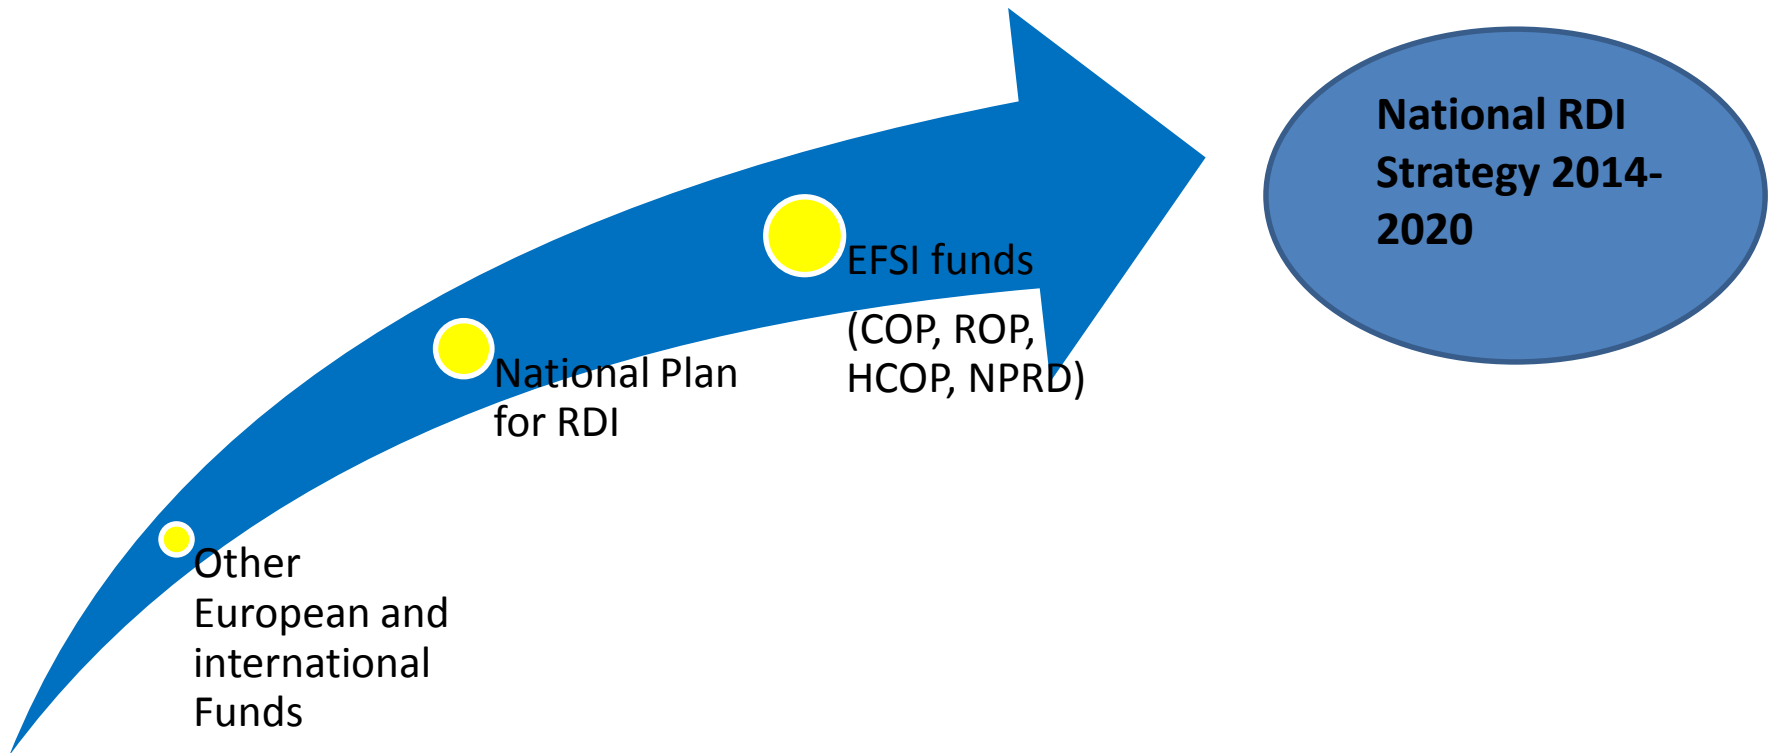 National RDI
Strategy 2014-
2020
EFSI funds
(COP, ROP,
HCOP, NPRD)
National Plan
for RDI
Other
European and
international
Funds